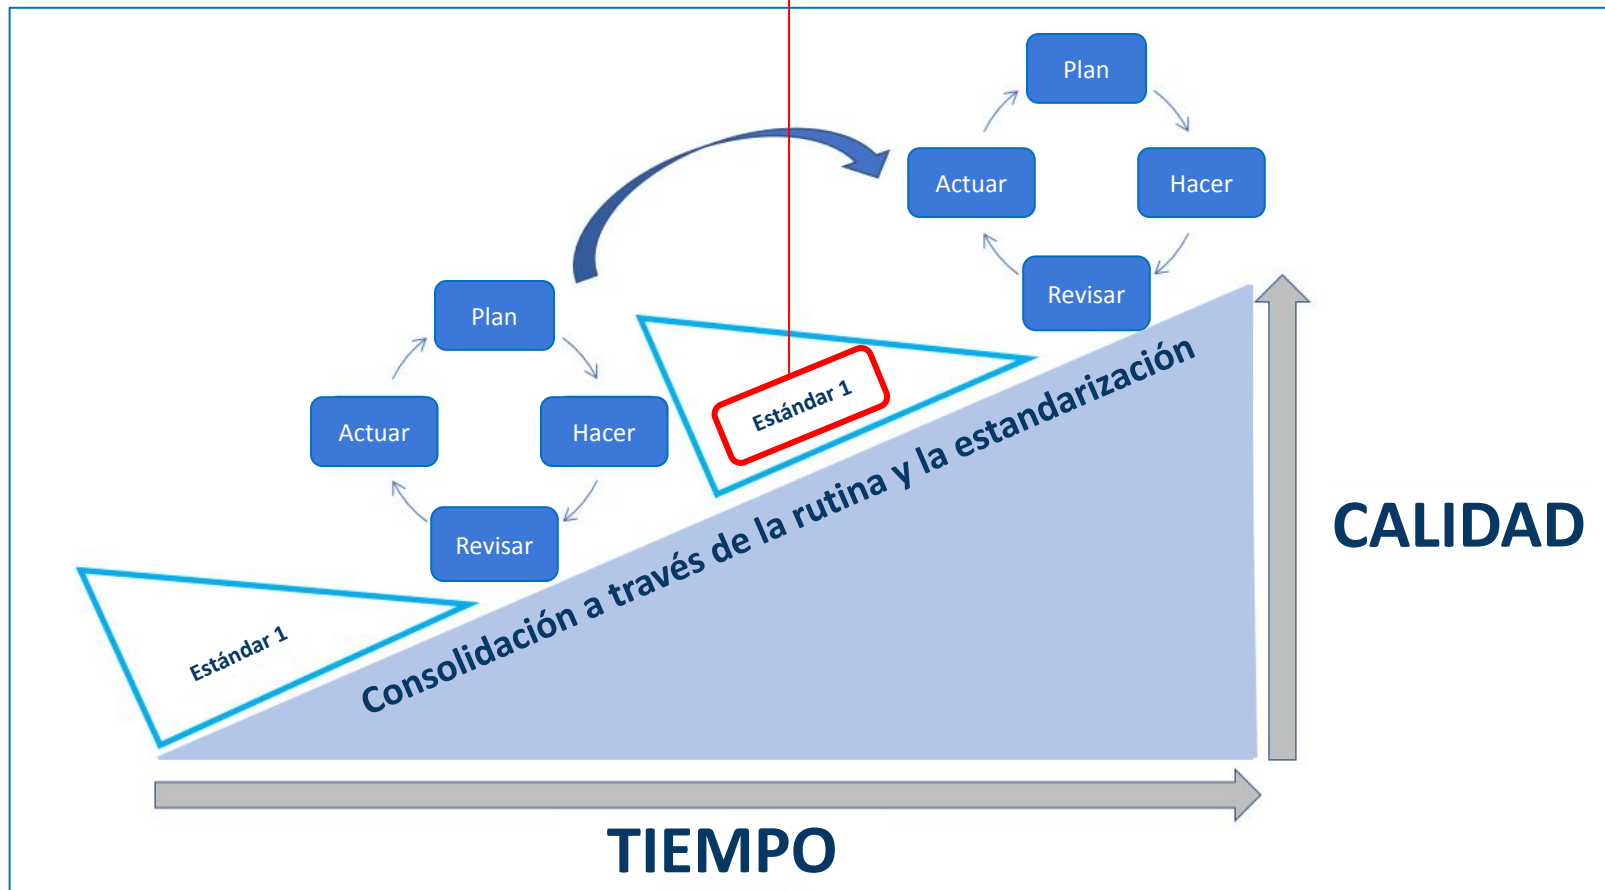 Plan
Actuar
Hacer
Revisar
Plan
Actuar
Hacer
Revisar
Estándar 1
Estándar 1
Consolidación a través de la rutina y la estandarización
CALIDAD
TIEMPO